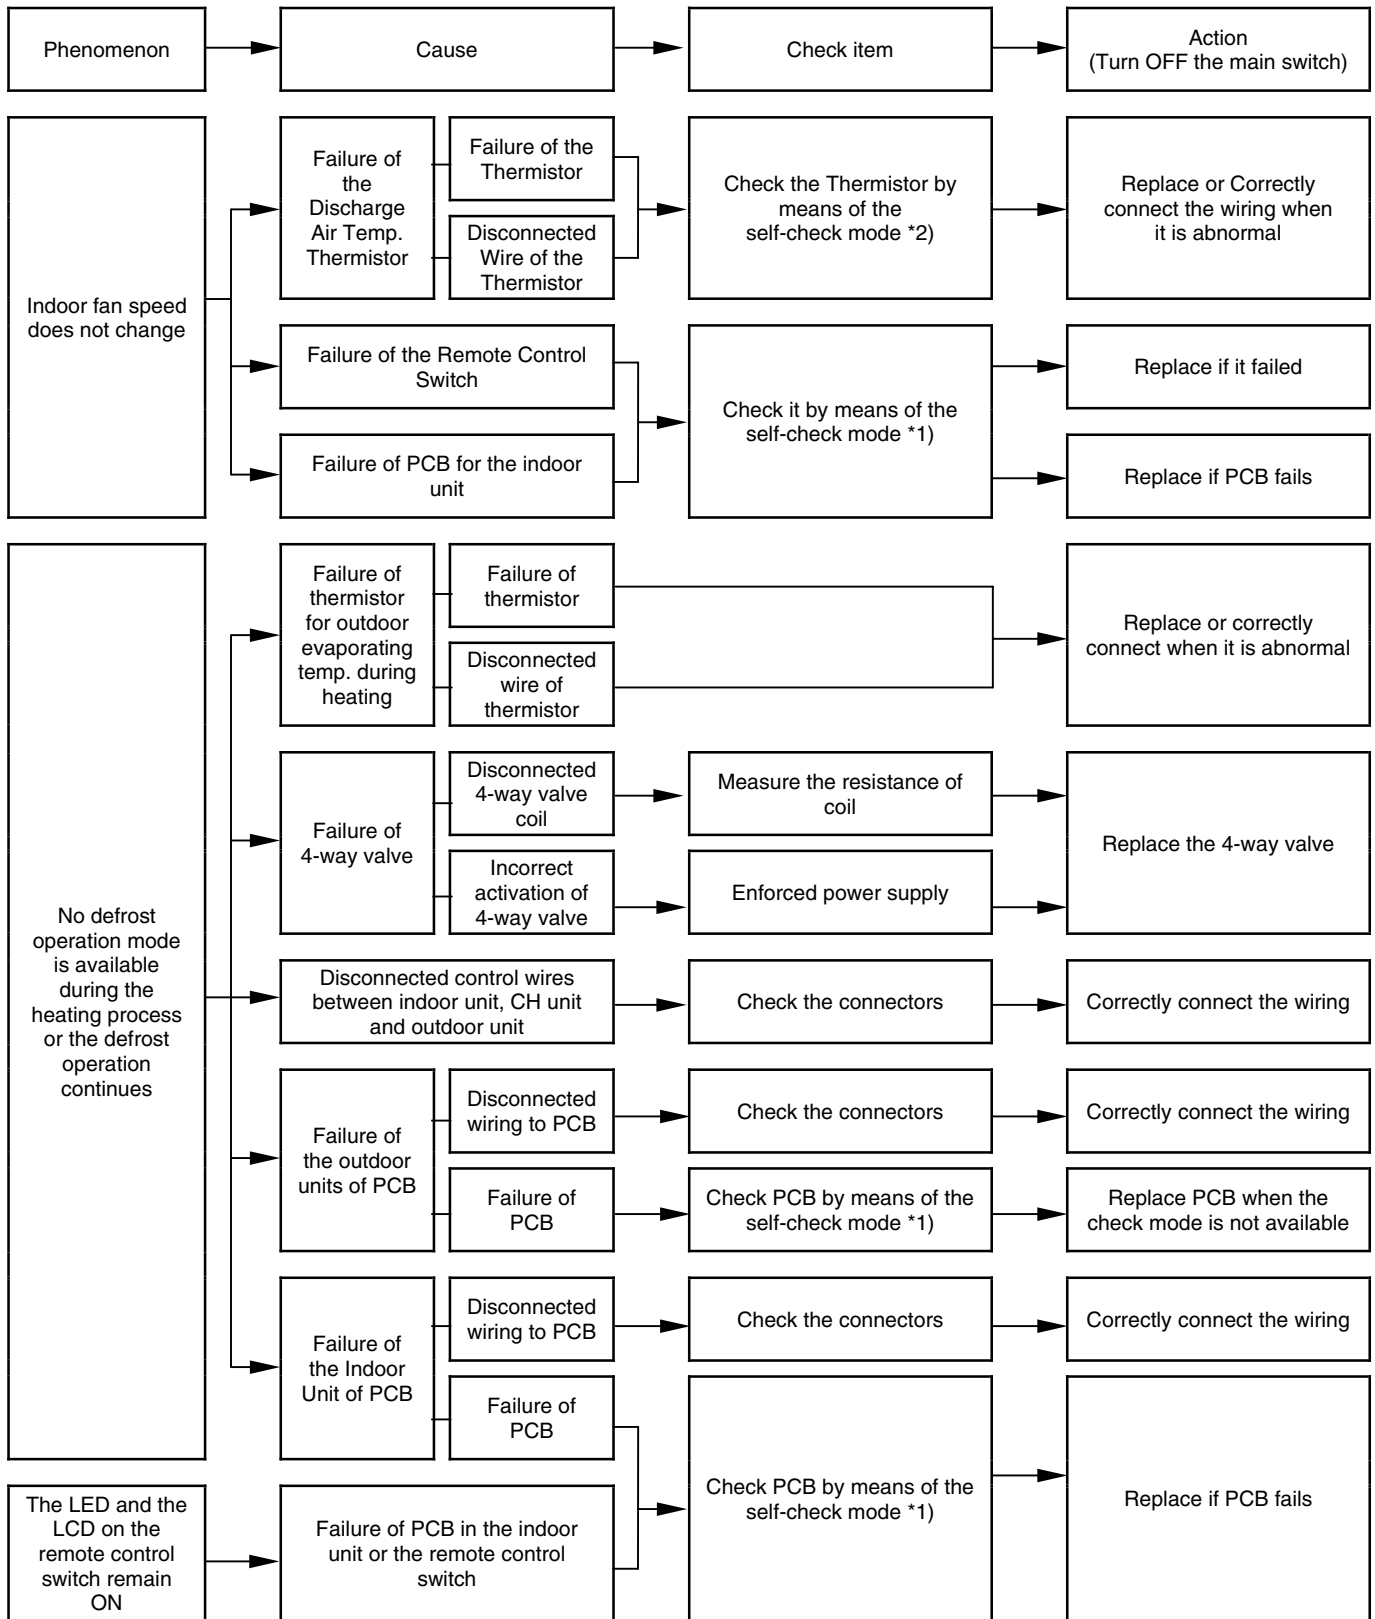 Phenomenon
Cause
Check item
Action
(Turn OFF the main switch)
Indoor fan speed
does not change
Failure of
the
Discharge
Air Temp.
Thermistor
Failure of the
Thermistor
Disconnected
Wire of the
Thermistor
Check the Thermistor by
means of the
self-check mode *2)
Replace or Correctly
connect the wiring when
it is abnormal
Failure of the Remote Control
Switch
Failure of PCB for the indoor
unit
Check it by means of the
self-check mode *1)
Replace if it failed
Replace if PCB fails
No defrost
operation mode
is available
during the
heating process
or the defrost
operation
continues
Failure of
thermistor
for outdoor
evaporating
temp. during
heating
Failure of
thermistor
Disconnected
wire of
thermistor
Replace or correctly
connect when it is abnormal
Failure of
4-way valve
Disconnected
4-way valve
coil
Measure the resistance of
coil
Incorrect
activation of
4-way valve
Enforced power supply
Replace the 4-way valve
Disconnected control wires
between indoor unit, CH unit
and outdoor unit
Check the connectors
Correctly connect the wiring
Failure of
the outdoor
units of PCB
Disconnected
wiring to PCB
Check the connectors
Correctly connect the wiring
Failure of
PCB
Check PCB by means of the
self-check mode *1)
Replace PCB when the
check mode is not available
Failure of
the Indoor
Unit of PCB
Disconnected
wiring to PCB
Check the connectors
Correctly connect the wiring
Failure of
PCB
Check PCB by means of the
self-check mode *1)
Replace if PCB fails
The LED and the
LCD on the
remote control
switch remain
ON
Failure of PCB in the indoor
unit or the remote control
switch